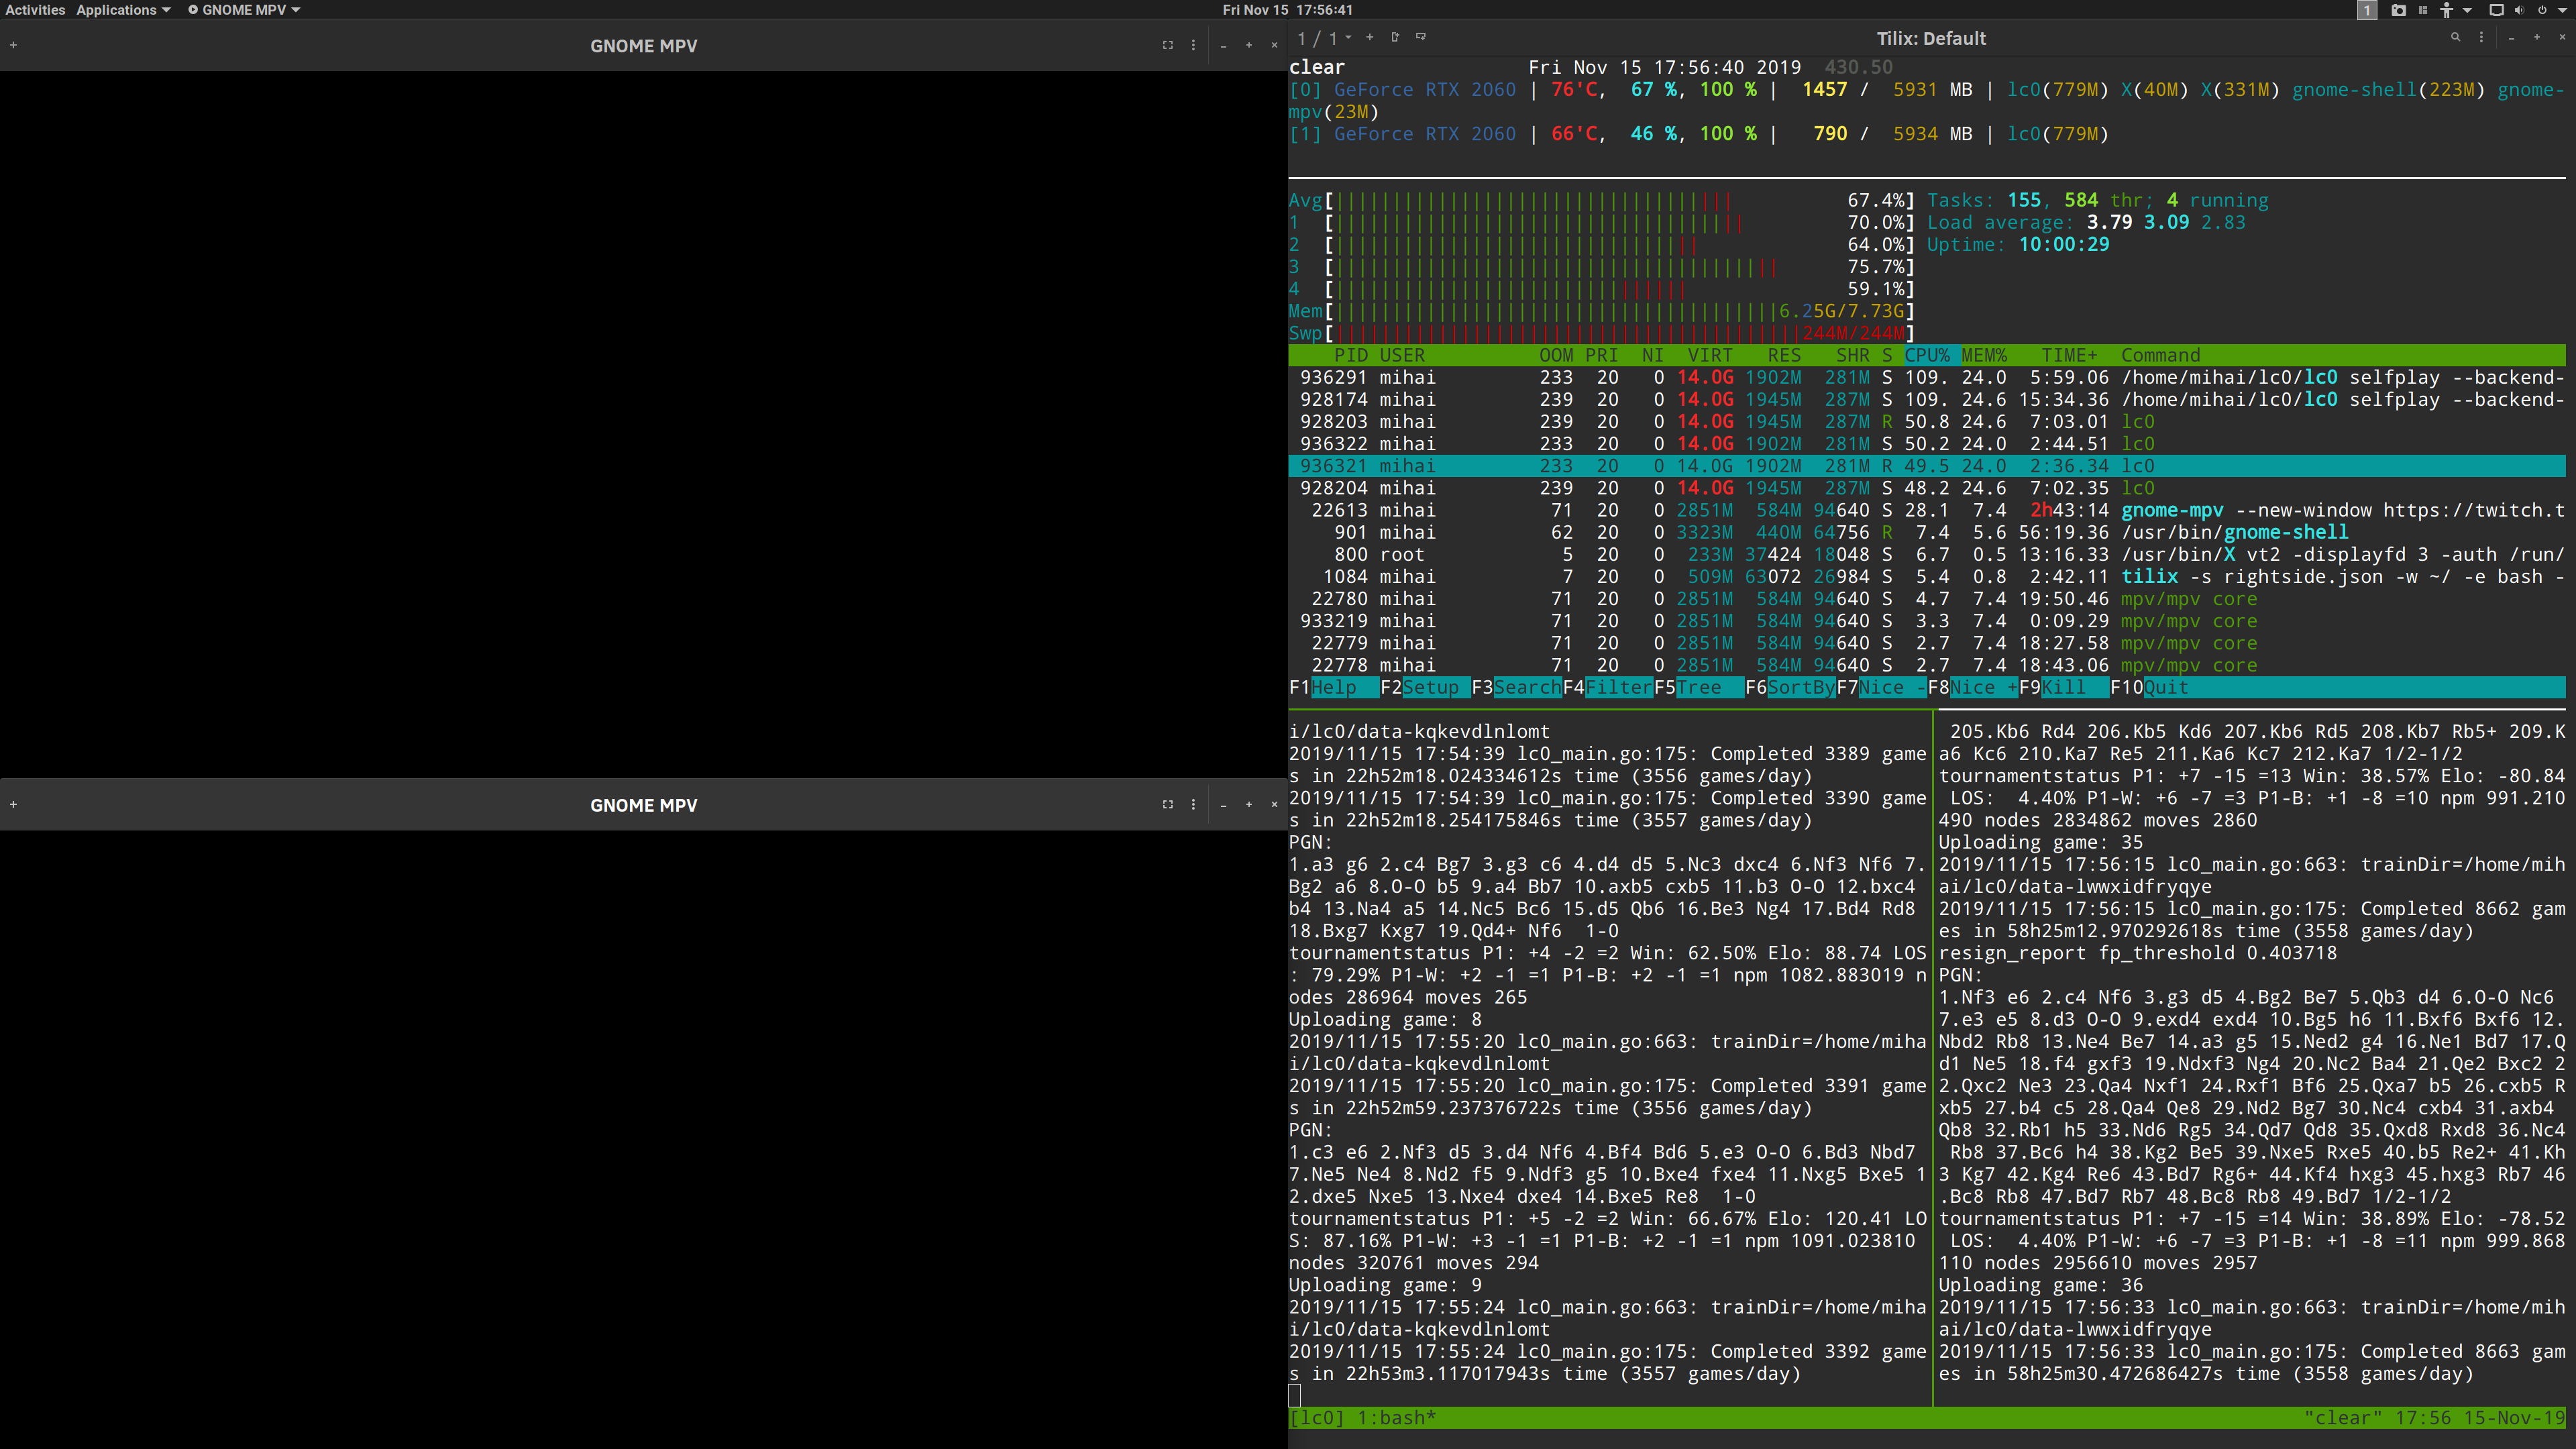 Activities Applications GNOME MPV Fri Nov 15 17:56:41 1
GNOME MPV
GNOME MPV
1 / 1 Tilix: Default
clear Fri Nov 15 17:56:40 2019 430.50
[0] GeForce RTX 2060 | 76'C, 67 %, 100 % | 1457 / 5931 MB | lc0(779M) X(40M) X(331M) gnome-shell(223M) gnome-
mpv(23M)
[1] GeForce RTX 2060 | 66'C, 46 %, 100 % | 790 / 5934 MB | lc0(779M)
Avg[ 67.4%] Tasks: 155, 584 thr; 4 running
1 [ 70.0%] Load average: 3.79 3.09 2.83
2 [ 64.0%] Uptime: 10:00:29
3 [ 75.7%]
4 [ 59.1%]
Mem[ 6.25G/7.73G]
Swp[ 244M/244M]
PID USER OOM PRI NI VIRT RES SHR S CPU% MEM% TIME+ Command
936291 mihai 233 20 0 14.0G 1902M 281M S 109. 24.0 5:59.06 /home/mihai/lc0/lc0 selfplay --backend-
928174 mihai 239 20 0 14.0G 1945M 287M S 109. 24.6 15:34.36 /home/mihai/lc0/lc0 selfplay --backend-
928203 mihai 239 20 0 14.0G 1945M 287M R 50.8 24.6 7:03.01 lc0
936322 mihai 233 20 0 14.0G 1902M 281M S 50.2 24.0 2:44.51 lc0
936321 mihai 233 20 0 14.0G 1902M 281M R 49.5 24.0 2:36.34 lc0
928204 mihai 239 20 0 14.0G 1945M 287M S 48.2 24.6 7:02.35 lc0
22613 mihai 71 20 0 2851M 584M 94640 S 28.1 7.4 2h43:14 gnome-mpv --new-window https://twitch.t
901 mihai 62 20 0 3323M 440M 64756 R 7.4 5.6 56:19.36 /usr/bin/gnome-shell
800 root 5 20 0 233M 37424 18048 S 6.7 0.5 13:16.33 /usr/bin/X vt2 -displayfd 3 -auth /run/
1084 mihai 7 20 0 509M 63072 26984 S 5.4 0.8 2:42.11 tilix -s rightside.json -w ~/ -e bash -
22780 mihai 71 20 0 2851M 584M 94640 S 4.7 7.4 19:50.46 mpv/mpv core
933219 mihai 71 20 0 2851M 584M 94640 S 3.3 7.4 0:09.29 mpv/mpv core
22779 mihai 71 20 0 2851M 584M 94640 S 2.7 7.4 18:27.58 mpv/mpv core
22778 mihai 71 20 0 2851M 584M 94640 S 2.7 7.4 18:43.06 mpv/mpv core
F1Help F2Setup F3SearchF4FilterF5Tree F6SortByF7Nice -F8Nice +F9Kill F10Quit
i/lc0/data-kqkevdlnlomt
2019/11/15 17:54:39 lc0_main.go:175: Completed 3389 game
s in 22h52m18.024334612s time (3556 games/day)
2019/11/15 17:54:39 lc0_main.go:175: Completed 3390 game
s in 22h52m18.254175846s time (3557 games/day)
PGN:
1.a3 g6 2.c4 Bg7 3.g3 c6 4.d4 d5 5.Nc3 dxc4 6.Nf3 Nf6 7.
Bg2 a6 8.O-O b5 9.a4 Bb7 10.axb5 cxb5 11.b3 O-O 12.bxc4
b4 13.Na4 a5 14.Nc5 Bc6 15.d5 Qb6 16.Be3 Ng4 17.Bd4 Rd8
18.Bxg7 Kxg7 19.Qd4+ Nf6 1-0
tournamentstatus P1: +4 -2 =2 Win: 62.50% Elo: 88.74 LOS
: 79.29% P1-W: +2 -1 =1 P1-B: +2 -1 =1 npm 1082.883019 n
odes 286964 moves 265
Uploading game: 8
2019/11/15 17:55:20 lc0_main.go:663: trainDir=/home/miha
i/lc0/data-kqkevdlnlomt
2019/11/15 17:55:20 lc0_main.go:175: Completed 3391 game
s in 22h52m59.237376722s time (3556 games/day)
PGN:
1.c3 e6 2.Nf3 d5 3.d4 Nf6 4.Bf4 Bd6 5.e3 O-O 6.Bd3 Nbd7
7.Ne5 Ne4 8.Nd2 f5 9.Ndf3 g5 10.Bxe4 fxe4 11.Nxg5 Bxe5 1
2.dxe5 Nxe5 13.Nxe4 dxe4 14.Bxe5 Re8 1-0
tournamentstatus P1: +5 -2 =2 Win: 66.67% Elo: 120.41 LO
S: 87.16% P1-W: +3 -1 =1 P1-B: +2 -1 =1 npm 1091.023810
nodes 320761 moves 294
Uploading game: 9
2019/11/15 17:55:24 lc0_main.go:663: trainDir=/home/miha
i/lc0/data-kqkevdlnlomt
2019/11/15 17:55:24 lc0_main.go:175: Completed 3392 game
s in 22h53m3.117017943s time (3557 games/day)
205.Kb6 Rd4 206.Kb5 Kd6 207.Kb6 Rd5 208.Kb7 Rb5+ 209.K
a6 Kc6 210.Ka7 Re5 211.Ka6 Kc7 212.Ka7 1/2-1/2
tournamentstatus P1: +7 -15 =13 Win: 38.57% Elo: -80.84
LOS: 4.40% P1-W: +6 -7 =3 P1-B: +1 -8 =10 npm 991.210
490 nodes 2834862 moves 2860
Uploading game: 35
2019/11/15 17:56:15 lc0_main.go:663: trainDir=/home/mih
ai/lc0/data-lwwxidfryqye
2019/11/15 17:56:15 lc0_main.go:175: Completed 8662 gam
es in 58h25m12.970292618s time (3558 games/day)
resign_report fp_threshold 0.403718
PGN:
1.Nf3 e6 2.c4 Nf6 3.g3 d5 4.Bg2 Be7 5.Qb3 d4 6.O-O Nc6
7.e3 e5 8.d3 O-O 9.exd4 exd4 10.Bg5 h6 11.Bxf6 Bxf6 12.
Nbd2 Rb8 13.Ne4 Be7 14.a3 g5 15.Ned2 g4 16.Ne1 Bd7 17.Q
d1 Ne5 18.f4 gxf3 19.Ndxf3 Ng4 20.Nc2 Ba4 21.Qe2 Bxc2 2
2.Qxc2 Ne3 23.Qa4 Nxf1 24.Rxf1 Bf6 25.Qxa7 b5 26.cxb5 R
xb5 27.b4 c5 28.Qa4 Qe8 29.Nd2 Bg7 30.Nc4 cxb4 31.axb4
Qb8 32.Rb1 h5 33.Nd6 Rg5 34.Qd7 Qd8 35.Qxd8 Rxd8 36.Nc4
Rb8 37.Bc6 h4 38.Kg2 Be5 39.Nxe5 Rxe5 40.b5 Re2+ 41.Kh
3 Kg7 42.Kg4 Re6 43.Bd7 Rg6+ 44.Kf4 hxg3 45.hxg3 Rb7 46
.Bc8 Rb8 47.Bd7 Rb7 48.Bc8 Rb8 49.Bd7 1/2-1/2
tournamentstatus P1: +7 -15 =14 Win: 38.89% Elo: -78.52
LOS: 4.40% P1-W: +6 -7 =3 P1-B: +1 -8 =11 npm 999.868
110 nodes 2956610 moves 2957
Uploading game: 36
2019/11/15 17:56:33 lc0_main.go:663: trainDir=/home/mih
ai/lc0/data-lwwxidfryqye
2019/11/15 17:56:33 lc0_main.go:175: Completed 8663 gam
es in 58h25m30.472686427s time (3558 games/day)
[lc0] 1:bash* "clear" 17:56 15-Nov-19